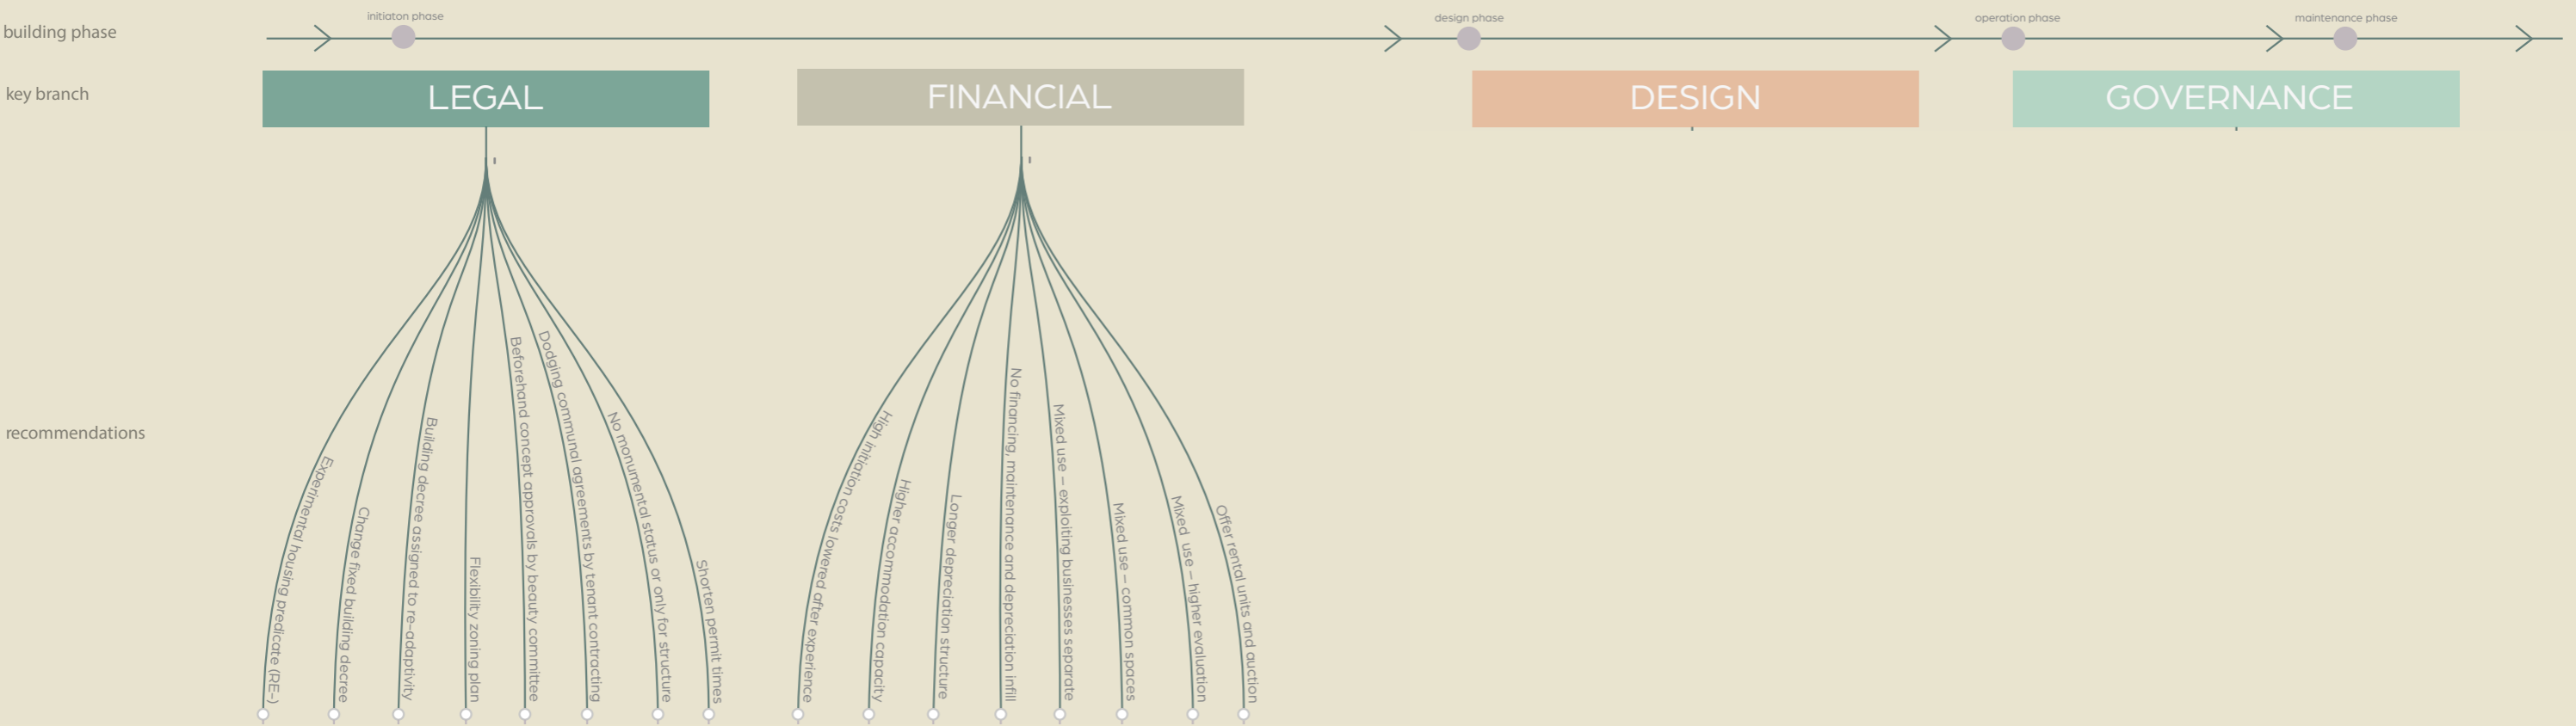 building phase
initiaton phase
design phase
operation phase
maintenance phase
key branch
LEGAL
FINANCIAL
DESIGN
GOVERNANCE
recommendations
Experimental housing predicate (RE-)
Change fixed building decree
Building decree assigned to re-adaptivity
Flexibility zoning plan
Beforehand concept approvals by beauty committee
Dodging communal agreements by tenant contracting
No monumental status or only for structure
Shorten permit times
High initiation costs lowered after experience
Higher accommodation capacity
Longer depreciation structure
No financing, maintenance and depreciation infill
Mixed use – exploiting businesses separate
Mixed use – common spaces
Mixed use – higher evaluation
Offer rental units and auction